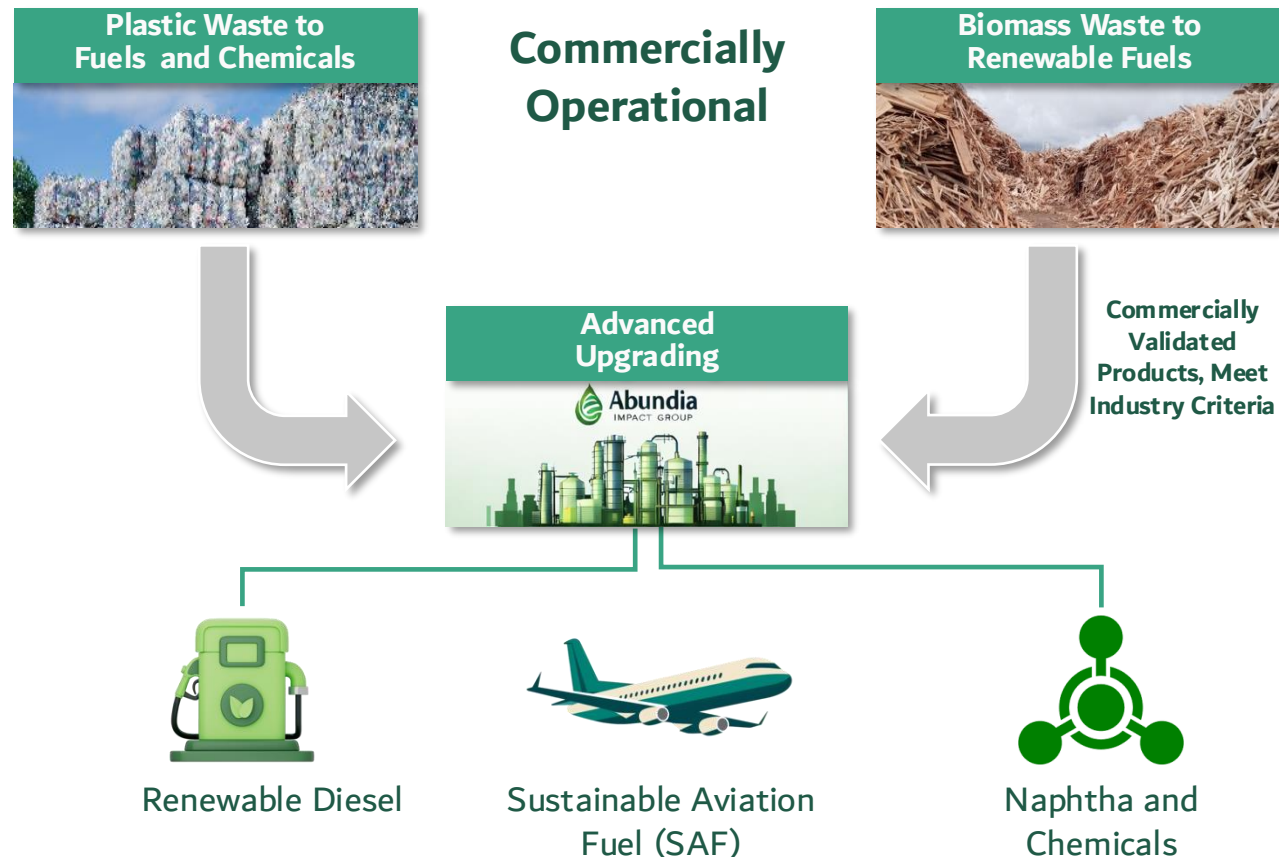 Plastic Waste to
Fuels and Chemicals
Commercially
Operational
Biomass Waste to
Renewable Fuels
Commercially
Validated
Products, Meet
Industry Criteria
Advanced
Upgrading
Abundia
IMPACT GROUP
Renewable Diesel
Sustainable Aviation
Fuel (SAF)
Naphtha and
Chemicals